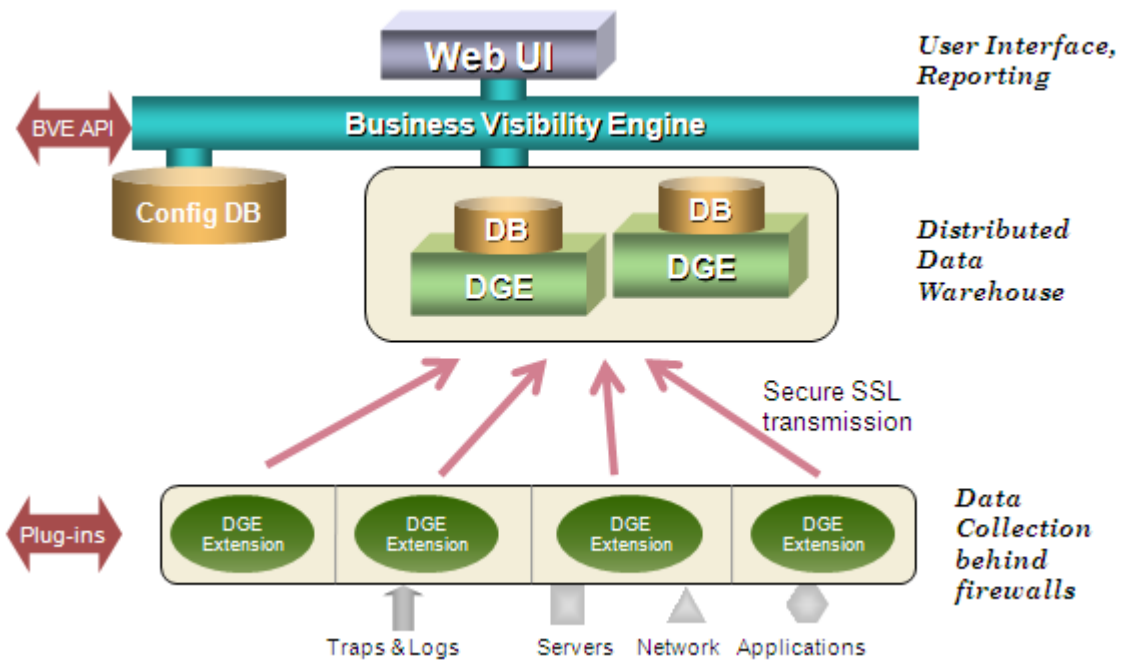 Web UI
User Interface,
Reporting
BVE API
Business Visibility Engine
Config DB
DB
DGE
DB
DGE
Distributed
Data
Warehouse
Secure SSL
transmission
Plug-ins
DGE
Extension
DGE
Extension
DGE
Extension
DGE
Extension
Data
Collection
behind
firewalls
Traps & Logs
Servers
Network
Applications